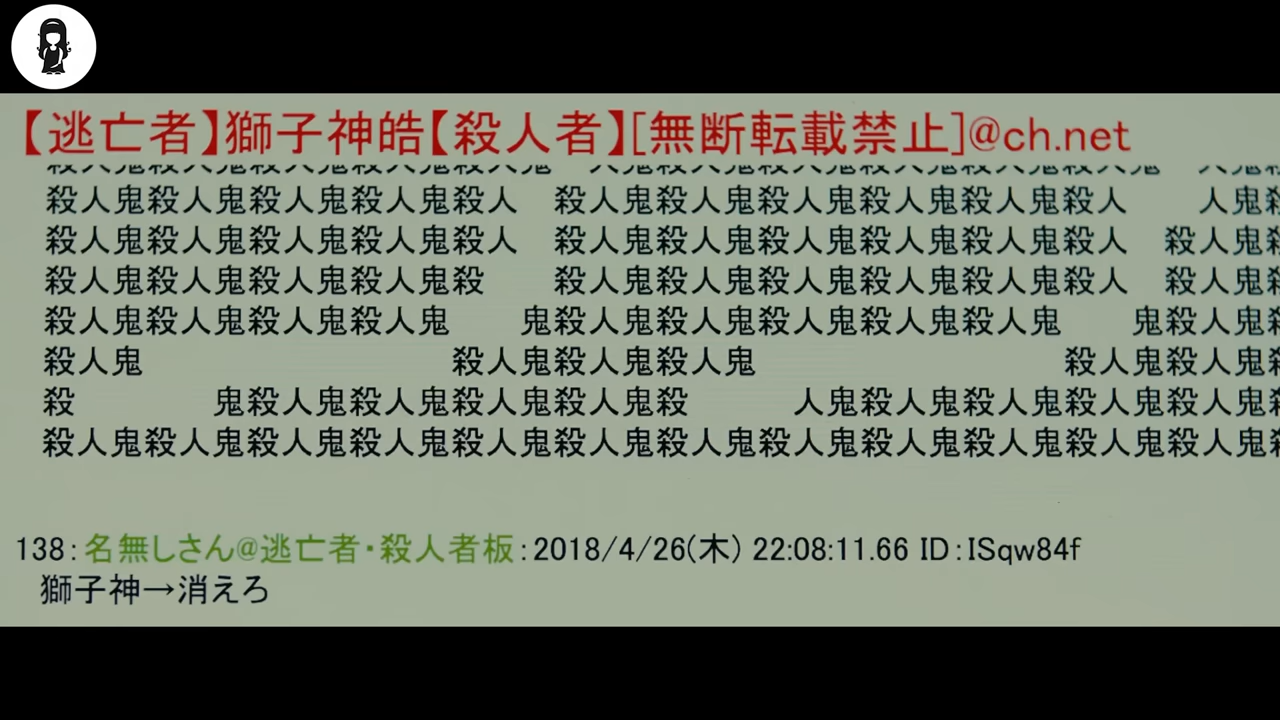 【逃亡者】獅子神皓【殺人者】[無断転載禁止]@ch.net
殺人鬼殺人鬼殺人鬼殺人鬼殺人　殺人鬼殺人鬼殺人鬼殺人鬼殺人鬼殺人　　人鬼
殺人鬼殺人鬼殺人鬼殺人鬼殺人　殺人鬼殺人鬼殺人鬼殺人鬼殺人鬼殺人　殺人鬼
殺人鬼殺人鬼殺人鬼殺人鬼殺　　殺人鬼殺人鬼殺人鬼殺人鬼殺人鬼殺人　殺人鬼
殺人鬼殺人鬼殺人鬼殺人鬼　　鬼殺人鬼殺人鬼殺人鬼殺人鬼殺人鬼　　鬼殺人鬼
殺人鬼　　　　　　　　　殺人鬼殺人鬼殺人鬼　　　　　　　　　殺人鬼殺人鬼
殺　　　　鬼殺人鬼殺人鬼殺人鬼殺人鬼殺　　　人鬼殺人鬼殺人鬼殺人鬼殺人鬼
殺人鬼殺人鬼殺人鬼殺人鬼殺人鬼殺人鬼殺人鬼殺人鬼殺人鬼殺人鬼殺人鬼殺人鬼
138：名無しさん@逃亡者・殺人者板：2018/4/26(木) 22:08:11.66 ID：ISqw84f
獅子神→消えろ